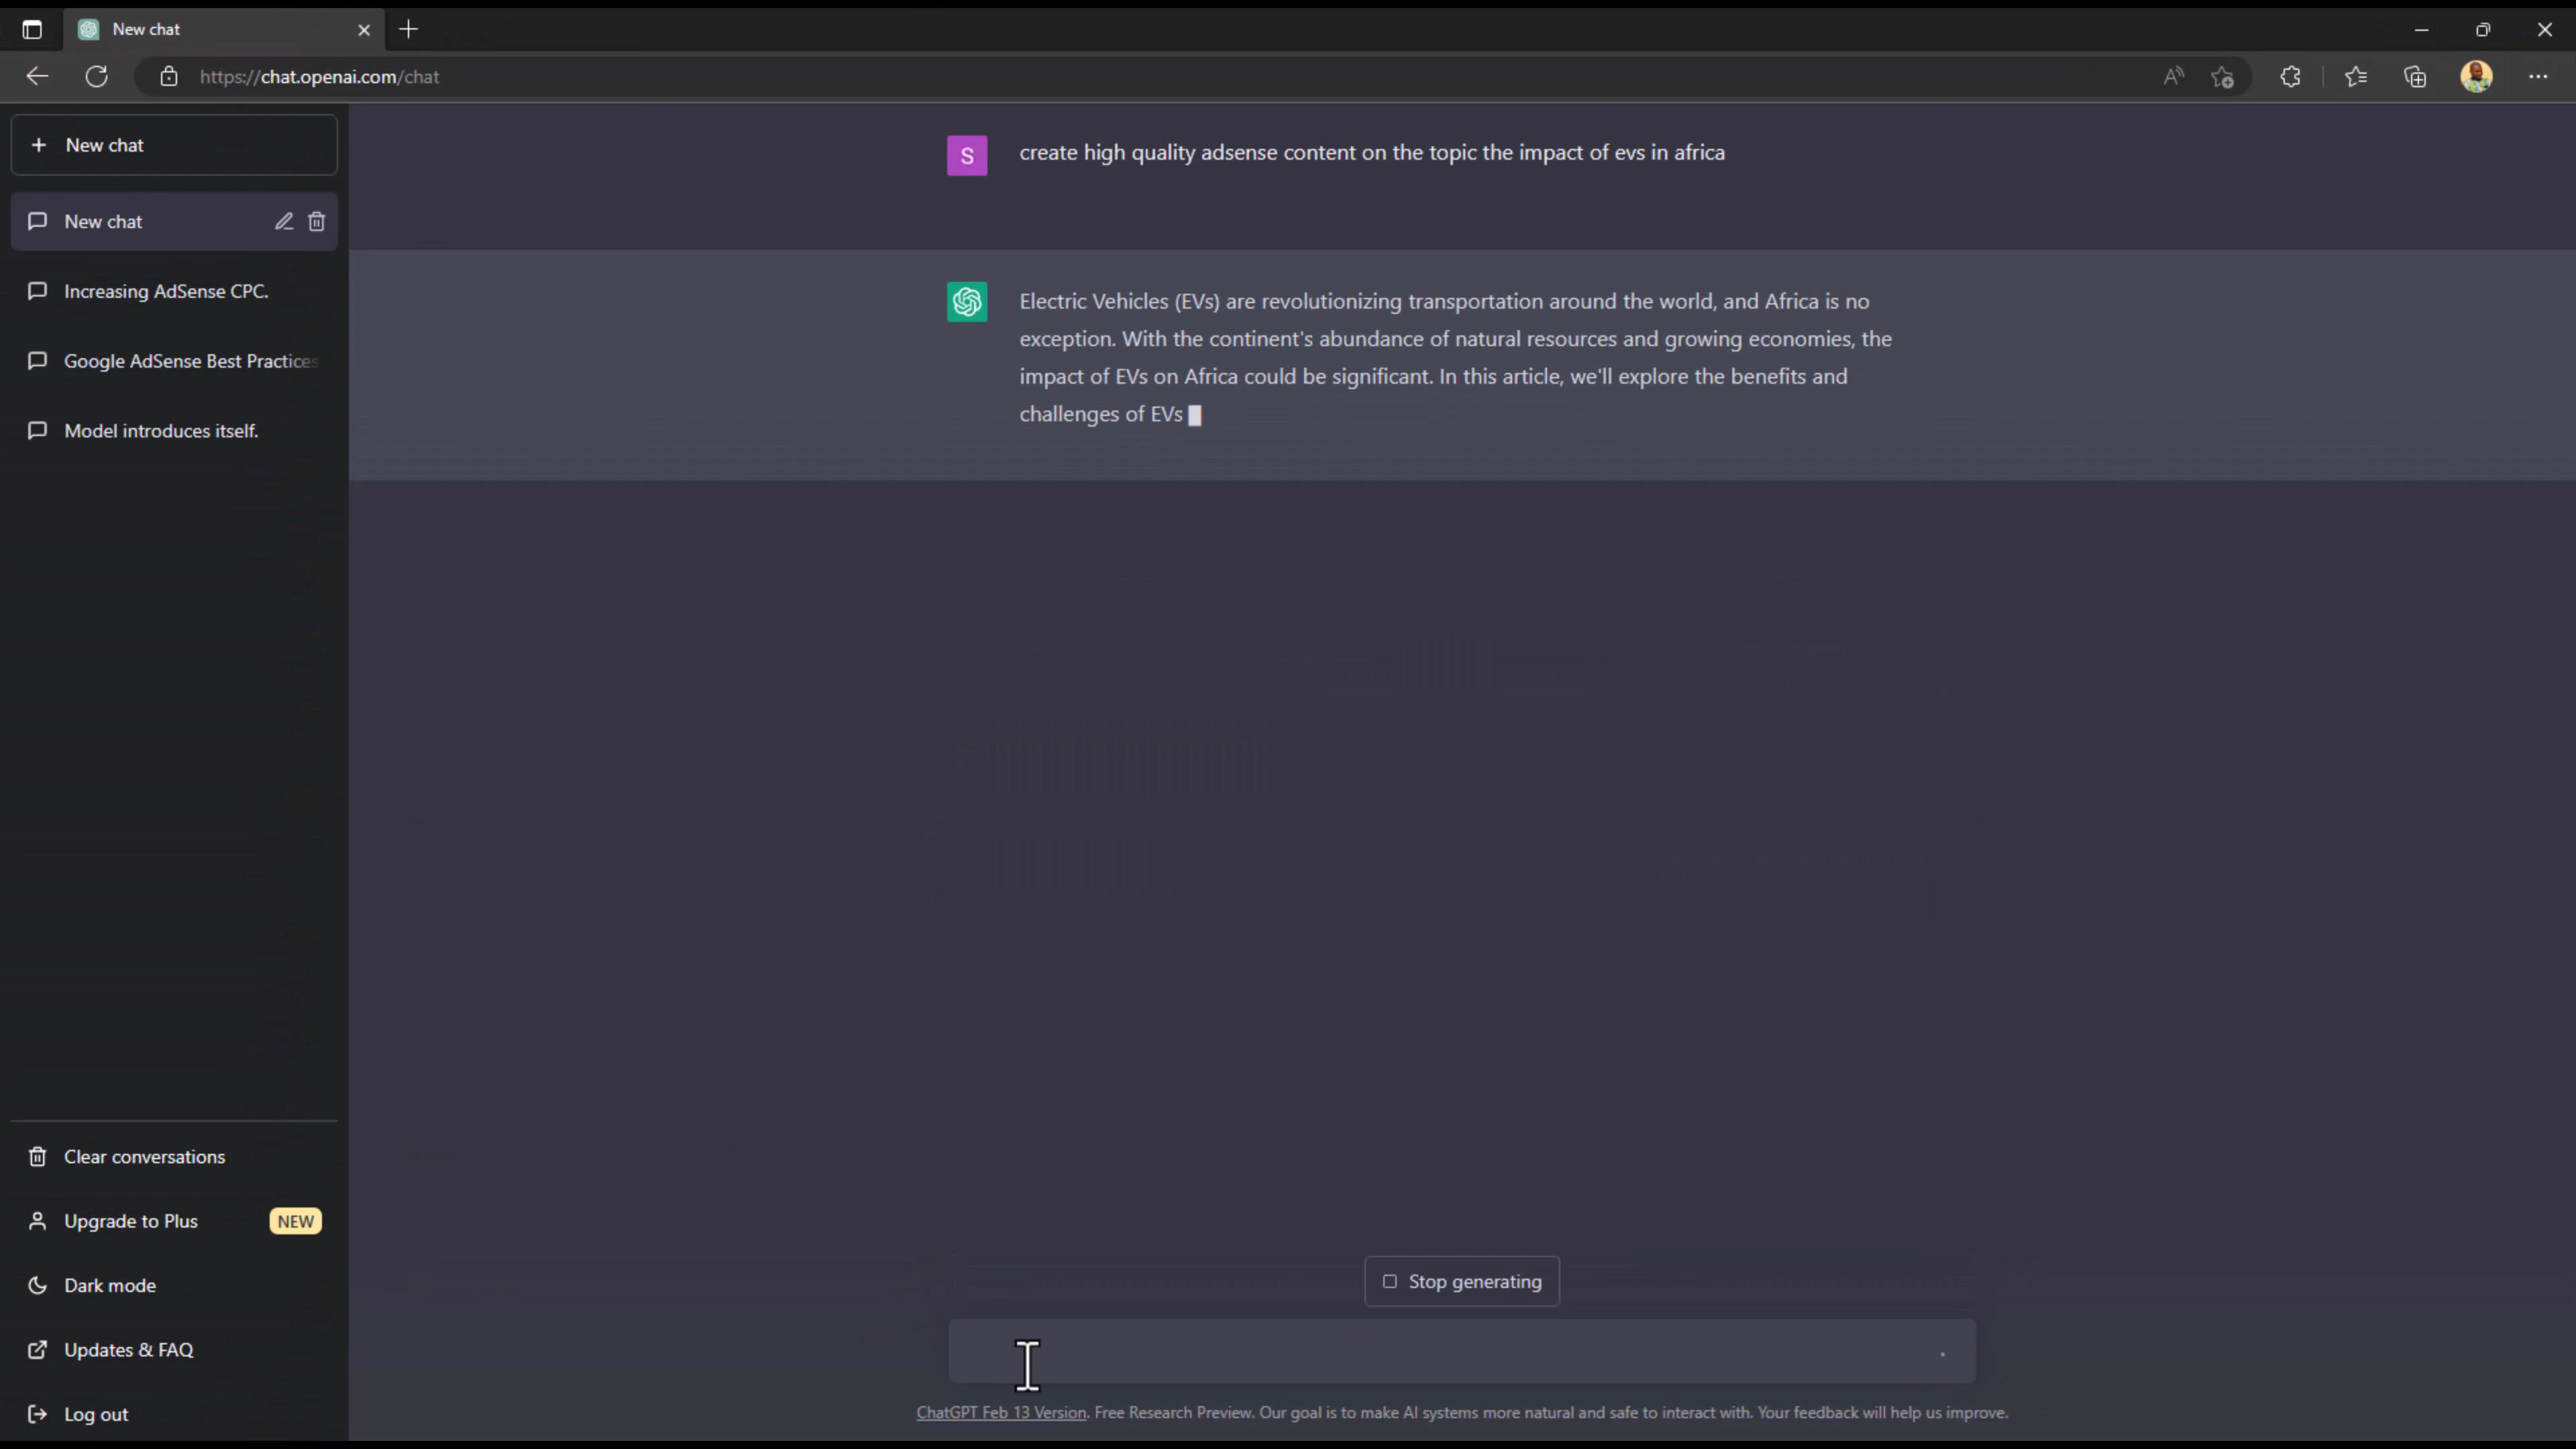 New chat
https://chat.openai.com/chat
New chat
New chat
Increasing AdSense CPC.
Google AdSense Best Practices
Model introduces itself.
Clear conversations
Upgrade to Plus NEW
Dark mode
Updates & FAQ
Log out
S create high quality adsense content on the topic the impact of evs in africa
Electric Vehicles (EVs) are revolutionizing transportation around the world, and Africa is no
exception. With the continent's abundance of natural resources and growing economies, the
impact of EVs on Africa could be significant. In this article, we'll explore the benefits and
challenges of EVs
Stop generating
ChatGPT Feb 13 Version. Free Research Preview. Our goal is to make AI systems more natural and safe to interact with. Your feedback will help us improve.